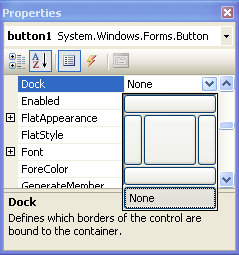 Properties
button1 System.Windows.Forms.Button
Dock None
Enabled
FlatAppearance
FlatStyle
Font
ForeColor
None
GenerateMember
Dock
Defines which borders of the control are
bound to the container.